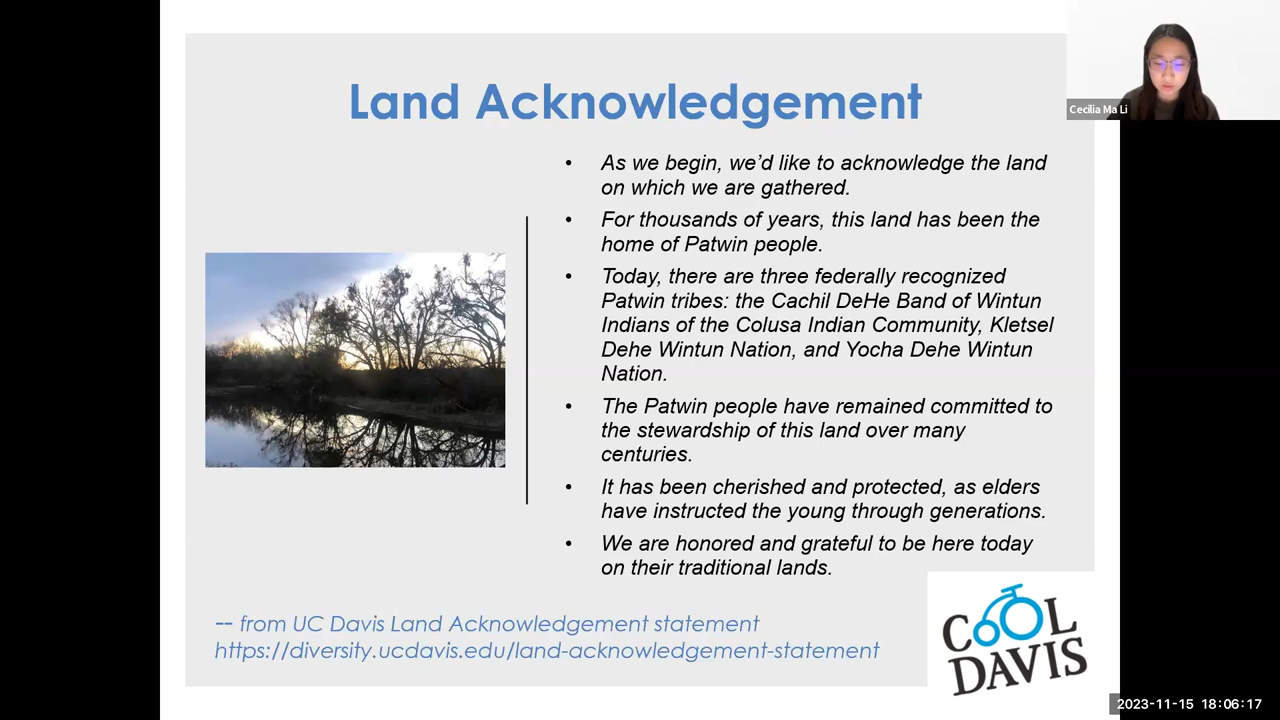 Land Acknowledgement
Cecilia Ma Li
• As we begin, we’d like to acknowledge the land
on which we are gathered.
• For thousands of years, this land has been the
home of Patwin people.
• Today, there are three federally recognized
Patwin tribes: the Cachil DeHe Band of Wintun
Indians of the Colusa Indian Community, Kletsel
Dehe Wintun Nation, and Yocha Dehe Wintun
Nation.
• The Patwin people have remained committed to
the stewardship of this land over many
centuries.
• It has been cherished and protected, as elders
have instructed the young through generations.
• We are honored and grateful to be here today
on their traditional lands.
-- from UC Davis Land Acknowledgement statement
https://diversity.ucdavis.edu/land-acknowledgement-statement
COOL
DAVIS
2023-11-15 18:06:17